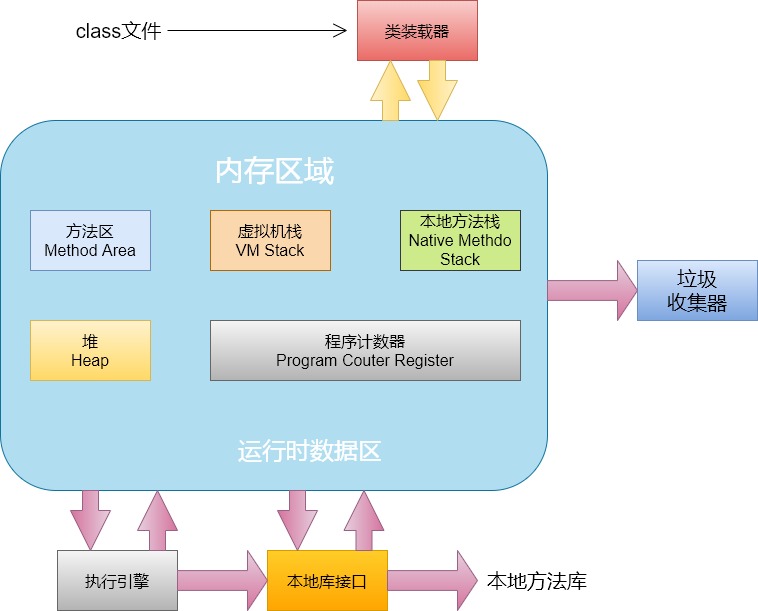 class文件
类装载器
内存区域
方法区
Method Area
虚拟机栈
VM Stack
本地方法栈
Native Methdo
Stack
垃圾
收集器
堆
Heap
程序计数器
Program Couter Register
运行时数据区
执行引擎
本地库接口
本地方法库